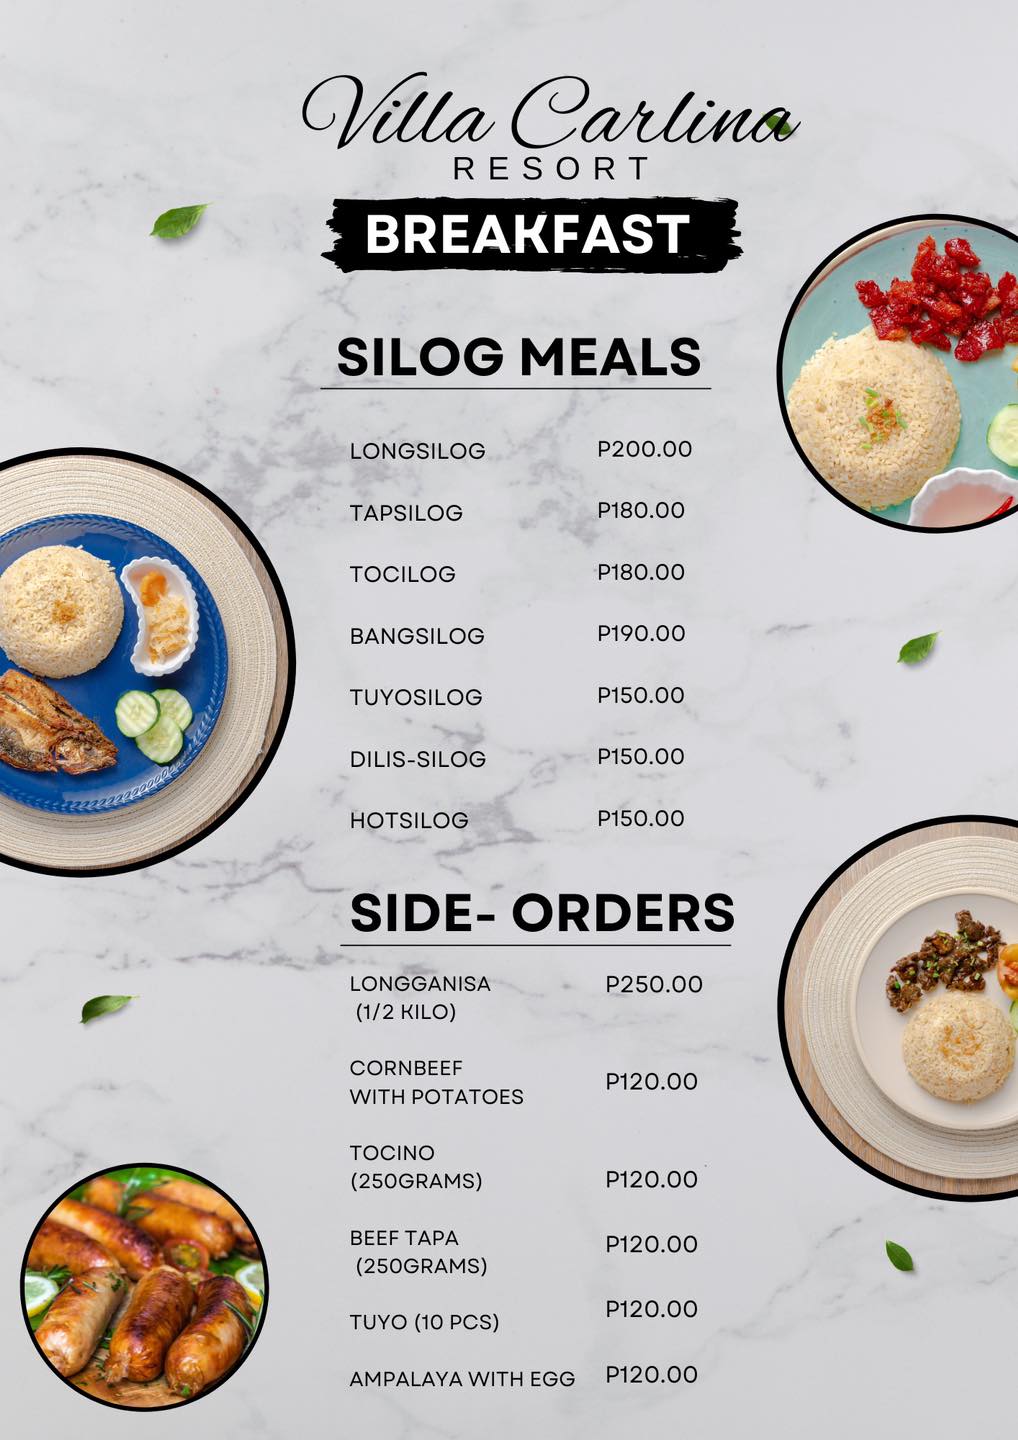 Villa Carlina
RESORT
BREAKFAST
SILOG MEALS
LONGSILOG P200.00
TAPSILOG P180.00
TOCILOG P180.00
BANGSILOG P190.00
TUYOSILOG P150.00
DILIS-SILOG P150.00
HOTSILOG P150.00
SIDE- ORDERS
LONGGANISA P250.00
(1/2 KILO)
CORNBEEF
WITH POTATOES P120.00
TOCINO
(250GRAMS) P120.00
BEEF TAPA P120.00
(250GRAMS)
TUYO (10 PCS) P120.00
AMPALAYA WITH EGG P120.00